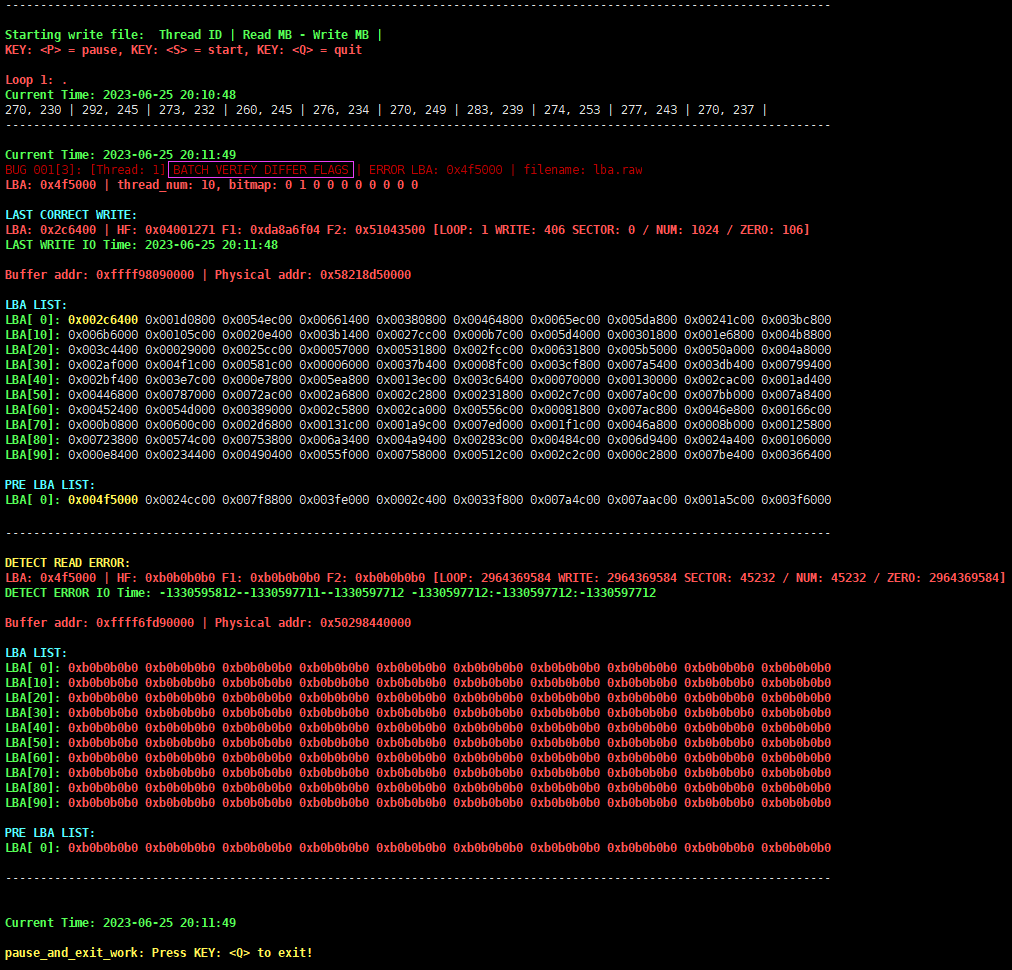 -----------------------------------------------------------------------------------------------------------------------
Starting write file:  Thread ID | Read MB - Write MB |
KEY: <P> = pause, KEY: <S> = start, KEY: <Q> = quit
Loop 1: .
Current Time: 2023-06-25 20:10:48
270, 230 | 292, 245 | 273, 232 | 260, 245 | 276, 234 | 270, 249 | 283, 239 | 274, 253 | 277, 243 | 270, 237 |
-----------------------------------------------------------------------------------------------------------------------
Current Time: 2023-06-25 20:11:49
BUG 001[3]: [Thread: 1] BATCH VERIFY DIFFER FLAGS | ERROR LBA: 0x4f5000 | filename: lba.raw
LBA: 0x4f5000 | thread_num: 10, bitmap: 0 1 0 0 0 0 0 0 0 0
LAST CORRECT WRITE:
LBA: 0x2c6400 | HF: 0x04001271 F1: 0xda8a6f04 F2: 0x51043500 [LOOP: 1 WRITE: 406 SECTOR: 0 / NUM: 1024 / ZERO: 106]
LAST WRITE IO Time: 2023-06-25 20:11:48
Buffer addr: 0xffff98090000 | Physical addr: 0x58218d50000
LBA LIST:
LBA[ 0]: 0x002c6400 0x001d0800 0x0054ec00 0x00661400 0x00380800 0x00464800 0x0065ec00 0x005da800 0x00241c00 0x003bc800
LBA[10]: 0x006b6000 0x00105c00 0x0020e400 0x003b1400 0x0027cc00 0x000b7c00 0x005d4000 0x00301800 0x001e6800 0x004b8800
LBA[20]: 0x003c4400 0x00029000 0x0025cc00 0x00057000 0x00531800 0x002fcc00 0x00631800 0x005b5000 0x0050a000 0x004a8000
LBA[30]: 0x002af000 0x004f1c00 0x00581c00 0x00006000 0x0037b400 0x0008fc00 0x003cf800 0x007a5400 0x003db400 0x00799400
LBA[40]: 0x002bf400 0x003e7c00 0x000e7800 0x005ea800 0x0013ec00 0x003c6400 0x00070000 0x00130000 0x002cac00 0x001ad400
LBA[50]: 0x00446800 0x00787000 0x0072ac00 0x002a6800 0x002c2800 0x00231800 0x002c7c00 0x007a0c00 0x007bb000 0x007a8400
LBA[60]: 0x00452400 0x0054d000 0x00389000 0x002c5800 0x002ca000 0x00556c00 0x00081800 0x007ac800 0x0046e800 0x00166c00
LBA[70]: 0x000b0800 0x00600c00 0x002d6800 0x00131c00 0x001a9c00 0x007ed000 0x001f1c00 0x0046a800 0x0008b000 0x00125800
LBA[80]: 0x00723800 0x00574c00 0x00753800 0x006a3400 0x004a9400 0x00283c00 0x00484c00 0x006d9400 0x0024a400 0x00106000
LBA[90]: 0x000e8400 0x00234400 0x00490400 0x0055f000 0x00758000 0x00512c00 0x002c2c00 0x000c2800 0x007be400 0x00366400
PRE LBA LIST:
LBA[ 0]: 0x004f5000 0x0024cc00 0x007f8800 0x003fe000 0x0002c400 0x0033f800 0x007a4c00 0x007aac00 0x001a5c00 0x003f6000
-----------------------------------------------------------------------------------------------------------------------
DETECT READ ERROR:
LBA: 0x4f5000 | HF: 0xb0b0b0b0 F1: 0xb0b0b0b0 F2: 0xb0b0b0b0 [LOOP: 2964369584 WRITE: 2964369584 SECTOR: 45232 / NUM: 45232 / ZERO: 2964369584]
DETECT ERROR IO Time: -1330595812--1330597711--1330597712 -1330597712:-1330597712:-1330597712
Buffer addr: 0xffff6fd90000 | Physical addr: 0x50298440000
LBA LIST:
LBA[ 0]: 0xb0b0b0b0 0xb0b0b0b0 0xb0b0b0b0 0xb0b0b0b0 0xb0b0b0b0 0xb0b0b0b0 0xb0b0b0b0 0xb0b0b0b0 0xb0b0b0b0 0xb0b0b0b0
LBA[10]: 0xb0b0b0b0 0xb0b0b0b0 0xb0b0b0b0 0xb0b0b0b0 0xb0b0b0b0 0xb0b0b0b0 0xb0b0b0b0 0xb0b0b0b0 0xb0b0b0b0 0xb0b0b0b0
LBA[20]: 0xb0b0b0b0 0xb0b0b0b0 0xb0b0b0b0 0xb0b0b0b0 0xb0b0b0b0 0xb0b0b0b0 0xb0b0b0b0 0xb0b0b0b0 0xb0b0b0b0 0xb0b0b0b0
LBA[30]: 0xb0b0b0b0 0xb0b0b0b0 0xb0b0b0b0 0xb0b0b0b0 0xb0b0b0b0 0xb0b0b0b0 0xb0b0b0b0 0xb0b0b0b0 0xb0b0b0b0 0xb0b0b0b0
LBA[40]: 0xb0b0b0b0 0xb0b0b0b0 0xb0b0b0b0 0xb0b0b0b0 0xb0b0b0b0 0xb0b0b0b0 0xb0b0b0b0 0xb0b0b0b0 0xb0b0b0b0 0xb0b0b0b0
LBA[50]: 0xb0b0b0b0 0xb0b0b0b0 0xb0b0b0b0 0xb0b0b0b0 0xb0b0b0b0 0xb0b0b0b0 0xb0b0b0b0 0xb0b0b0b0 0xb0b0b0b0 0xb0b0b0b0
LBA[60]: 0xb0b0b0b0 0xb0b0b0b0 0xb0b0b0b0 0xb0b0b0b0 0xb0b0b0b0 0xb0b0b0b0 0xb0b0b0b0 0xb0b0b0b0 0xb0b0b0b0 0xb0b0b0b0
LBA[70]: 0xb0b0b0b0 0xb0b0b0b0 0xb0b0b0b0 0xb0b0b0b0 0xb0b0b0b0 0xb0b0b0b0 0xb0b0b0b0 0xb0b0b0b0 0xb0b0b0b0 0xb0b0b0b0
LBA[80]: 0xb0b0b0b0 0xb0b0b0b0 0xb0b0b0b0 0xb0b0b0b0 0xb0b0b0b0 0xb0b0b0b0 0xb0b0b0b0 0xb0b0b0b0 0xb0b0b0b0 0xb0b0b0b0
LBA[90]: 0xb0b0b0b0 0xb0b0b0b0 0xb0b0b0b0 0xb0b0b0b0 0xb0b0b0b0 0xb0b0b0b0 0xb0b0b0b0 0xb0b0b0b0 0xb0b0b0b0 0xb0b0b0b0
PRE LBA LIST:
LBA[ 0]: 0xb0b0b0b0 0xb0b0b0b0 0xb0b0b0b0 0xb0b0b0b0 0xb0b0b0b0 0xb0b0b0b0 0xb0b0b0b0 0xb0b0b0b0 0xb0b0b0b0 0xb0b0b0b0
-----------------------------------------------------------------------------------------------------------------------
Current Time: 2023-06-25 20:11:49
pause_and_exit_work: Press KEY: <Q> to exit!